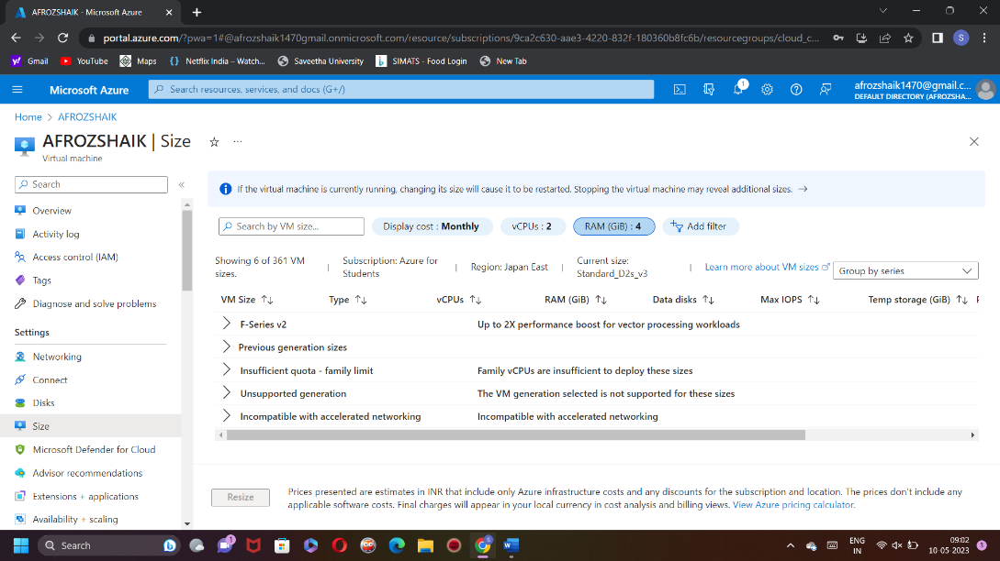 AFROZSHAIK - Microsoft Azure
portal.azure.com/?pwa=1#@afrozshaik1470gmail.onmicrosoft.com/resource/subscriptions/9ca2c630-aae3-4220-832f-180360b8fc6b/resourcegroups/cloud_c...
S
Gmail
YouTube
Maps
Netflix India – Watch...
Saveetha University
SIMATS - Food Login
New Tab
Microsoft Azure
Search resources, services, and docs (G+/)
1
afrozshaik1470@gmail.c...
DEFAULT DIRECTORY (AFROZSHA...
Home > AFROZSHAIK
AFROZSHAIK | Size
Virtual machine
Search
Overview
Activity log
Access control (IAM)
Tags
Diagnose and solve problems
Settings
Networking
Connect
Disks
Size
Microsoft Defender for Cloud
Advisor recommendations
Extensions + applications
Availability + scaling
If the virtual machine is currently running, changing its size will cause it to be restarted. Stopping the virtual machine may reveal additional sizes.
Search by VM size...
Display cost : Monthly
vCPUs : 2
RAM (GiB) : 4
Add filter
Showing 6 of 361 VM
sizes.
Subscription: Azure for
Students
Region: Japan East
Current size:
Standard_D2s_v3
Learn more about VM sizes
Group by series
VM Size
Type
vCPUs
RAM (GiB)
Data disks
Max IOPS
Temp storage (GiB)
F-Series v2
Up to 2X performance boost for vector processing workloads
Previous generation sizes
Insufficient quota - family limit
Family vCPUs are insufficient to deploy these sizes
Unsupported generation
The VM generation selected is not supported for these sizes
Incompatible with accelerated networking
Incompatible with accelerated networking
Resize
Prices presented are estimates in INR that include only Azure infrastructure costs and any discounts for the subscription and location. The prices don't include any
applicable software costs. Final charges will appear in your local currency in cost analysis and billing views. View Azure pricing calculator.
Search
1
ENG
IN
09:02
10-05-2023
3